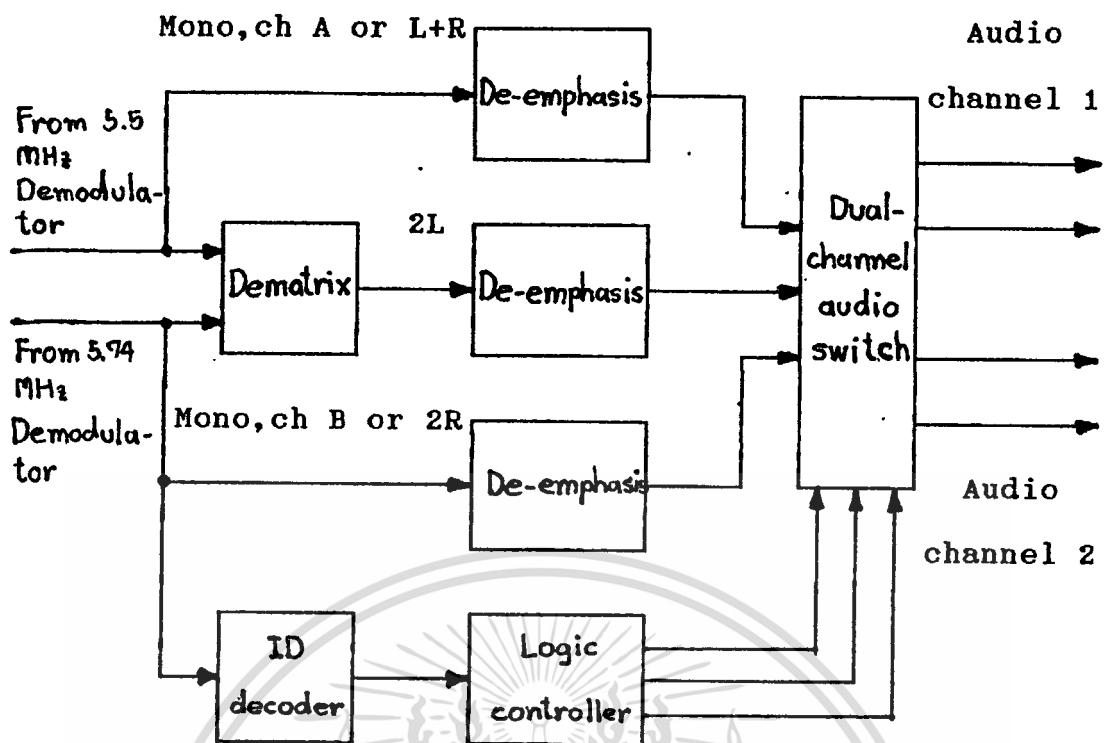 Mono,ch A or L+R
Audio
channel 1
De-emphasis
From 5.5
MHz
Demodula-
tor
Dual-
channel
audio
switch
2L
Dematrix
De-emphasis
From 5.74
MHz
Demodula-
tor
Mono,ch B or 2R
De-emphasis
Audio
channel 2
ID
decoder
Logic
controller